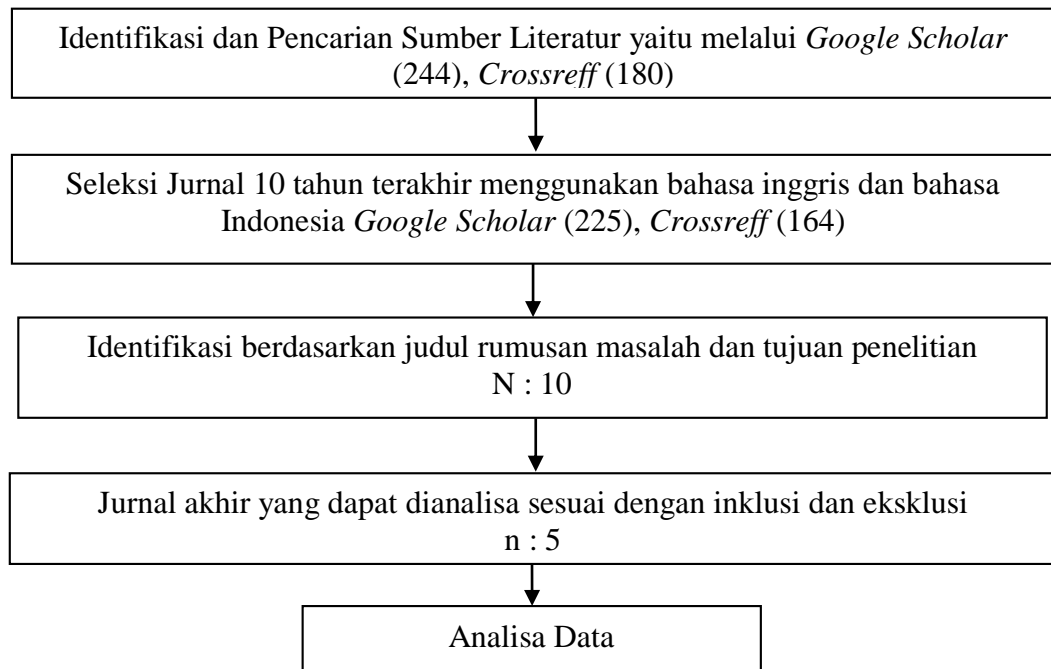 Identifikasi dan Pencarian Sumber Literatur yaitu melalui Google Scholar
(244), Crossreff (180)
Seleksi Jurnal 10 tahun terakhir menggunakan bahasa inggris dan bahasa
Indonesia Google Scholar (225), Crossreff (164)
Identifikasi berdasarkan judul rumusan masalah dan tujuan penelitian
N : 10
Jurnal akhir yang dapat dianalisa sesuai dengan inklusi dan eksklusi
n : 5
Analisa Data